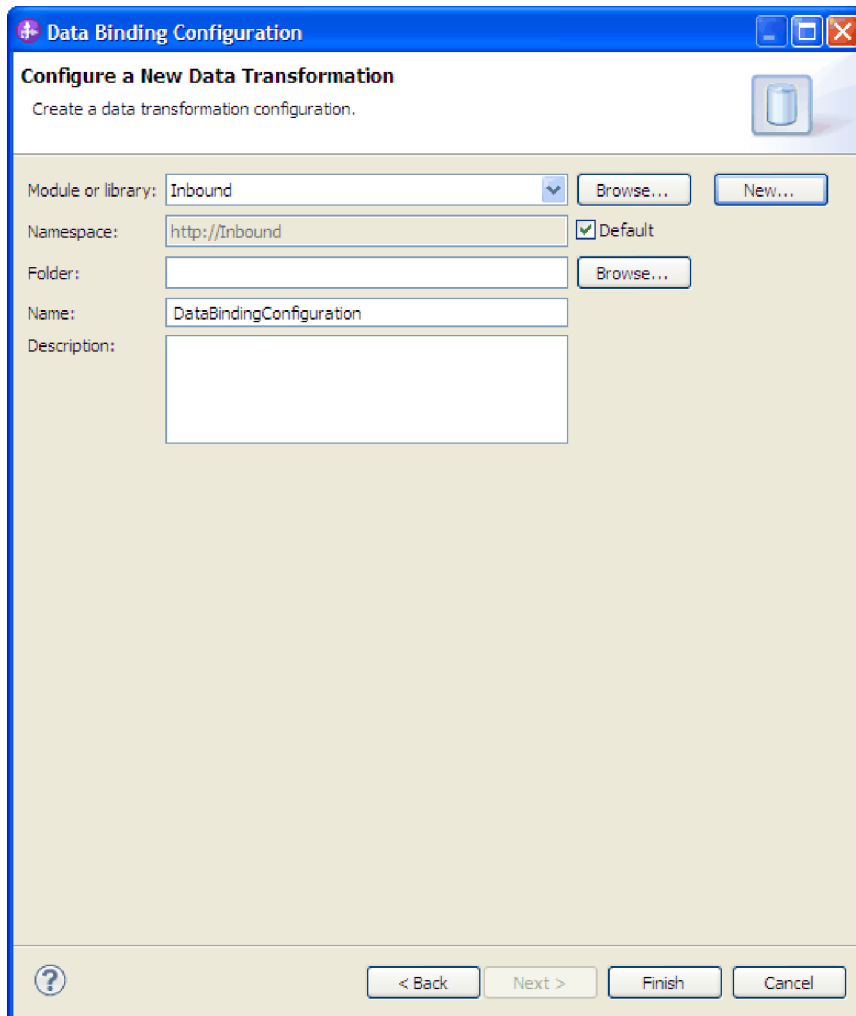 Data Binding Configuration
Configure a New Data Transformation
Create a data transformation configuration.
Module or library: Inbound Browse... New...
Namespace: http://Inbound Default
Folder: Browse...
Name: DataBindingConfiguration
Description:
? < Back Next > Finish Cancel